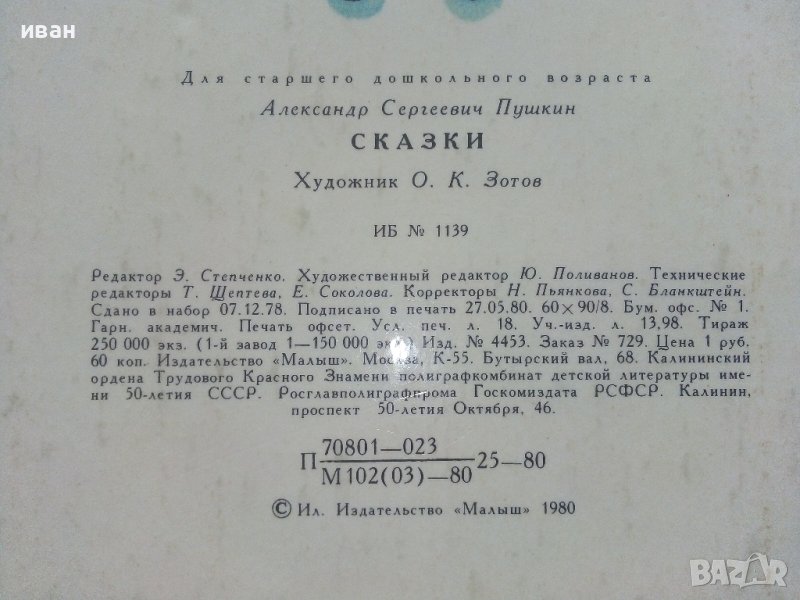 иван
Для старшего дошкольного возраста
Александр Сергеевич Пушкин
СКАЗКИ
Художник О. К. Зотов
ИБ № 1139
Редактор Э. Степченко. Художественный редактор Ю. Поливанов. Технические
редакторы Т. Щептева, Е. Соколова. Корректоры Н. Пьянкова, С. Бланкштейн.
Сдано в набор 07.12.78. Подписано в печать 27.05.80. 60×90/8. Бум. офс. № 1.
Гарн. академич. Печать офсет. Усл. печ. л. 18. Уч.-изд. л. 13,98. Тираж
250 000 экз. (1-й завод 1—150 000 экз.) Изд. № 4453. Заказ № 729. Цена 1 руб.
60 коп. Издательство «Малыш». Москва, К-55. Бутырский вал, 68. Калининский
ордена Трудового Красного Знамени полиграфкомбинат детской литературы име-
ни 50-летия СССР. Росглавполиграфпрома Госкомиздата РСФСР. Калинин,
проспект 50-летия Октября, 46.
П 70801—023
М102(03)—80 25—80
© Ил. Издательство «Малыш» 1980
BAZAR
bg